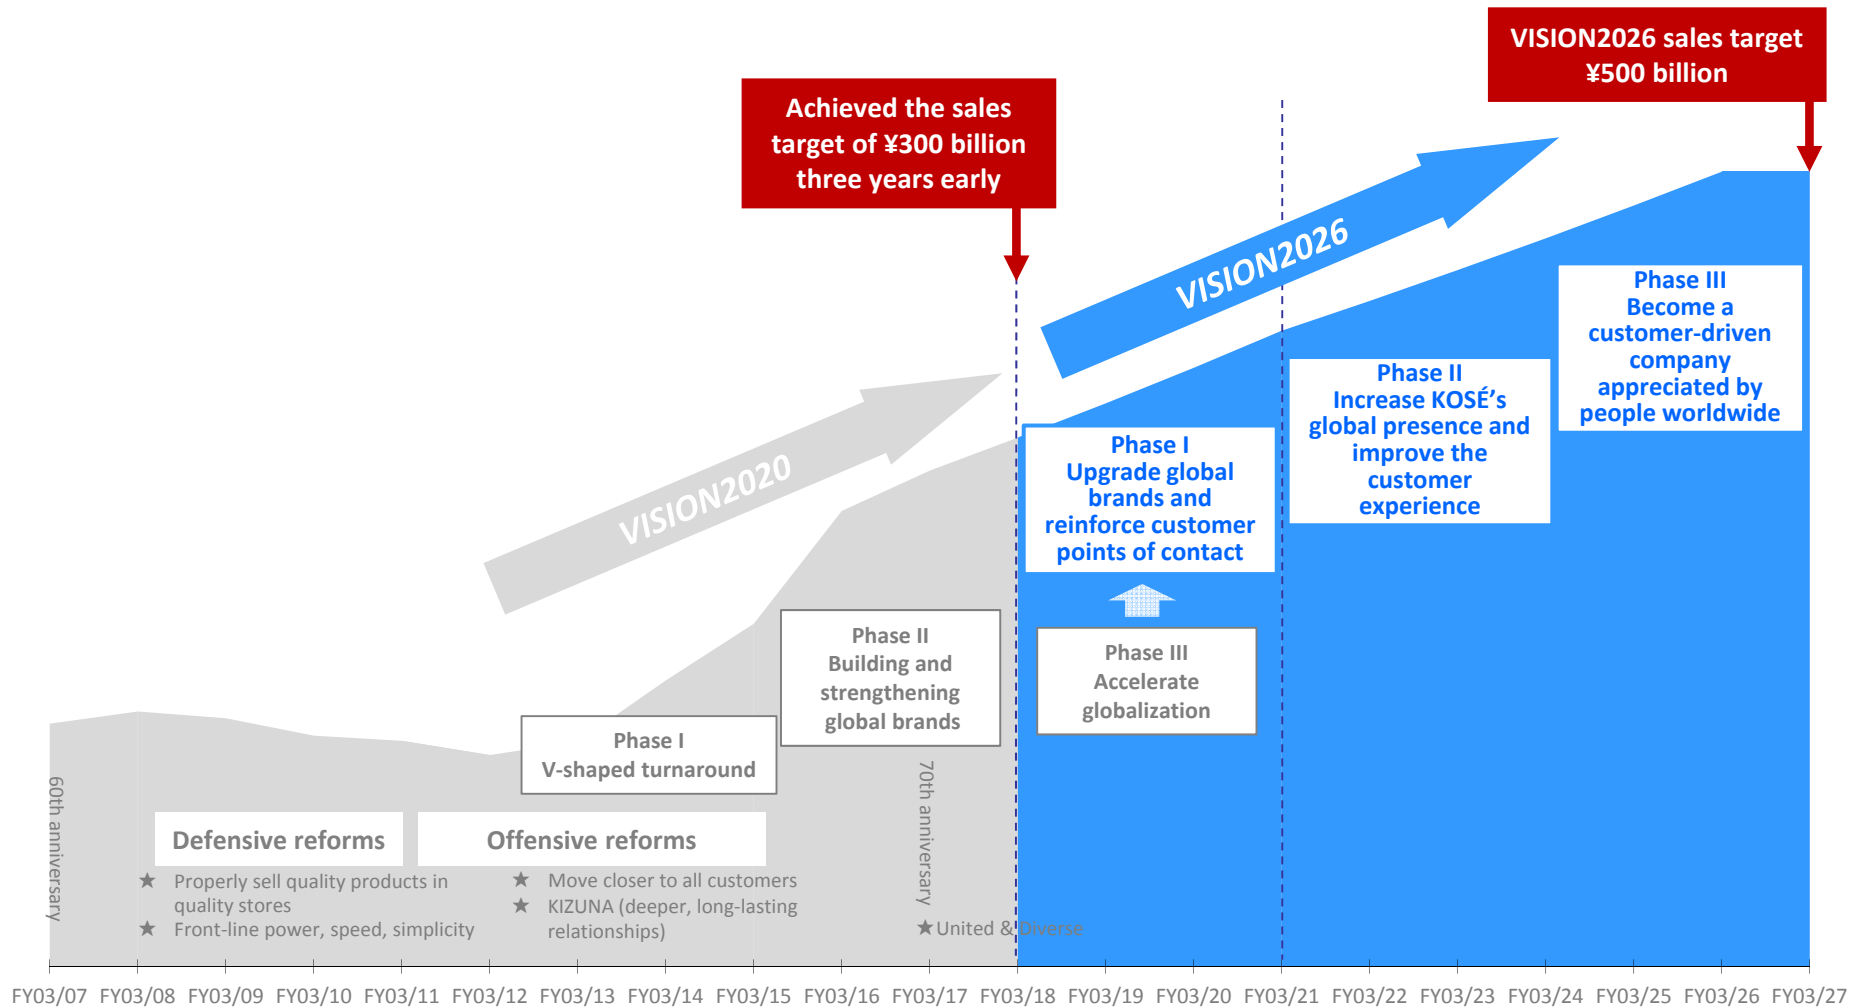 VISION2026 sales target
¥500 billion
Achieved the sales
target of ¥300 billion
three years early
VISION2026
VISION2020
Phase III
Become a
customer-driven
company
appreciated by
people worldwide
Phase II
Increase KOSÉ's
global presence and
improve the
customer
experience
Phase I
Upgrade global
brands and
reinforce customer
points of contact
Phase I
V-shaped turnaround
Phase II
Building and
strengthening
global brands
Phase III
Accelerate
globalization
60th anniversary
Defensive reforms
★ Properly sell quality products in
quality stores
★ Front-line power, speed, simplicity
Offensive reforms
★ Move closer to all customers
★ KIZUNA (deeper, long-lasting
relationships)
70th anniversary
★ United & Diverse
FY03/07 FY03/08 FY03/09 FY03/10 FY03/11 FY03/12 FY03/13 FY03/14 FY03/15 FY03/16 FY03/17 FY03/18 FY03/19 FY03/20 FY03/21 FY03/22 FY03/23 FY03/24 FY03/25 FY03/26 FY03/27